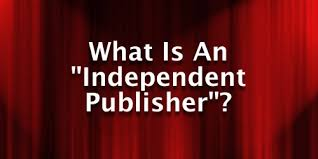 What Is An
"Independent
Publisher"?